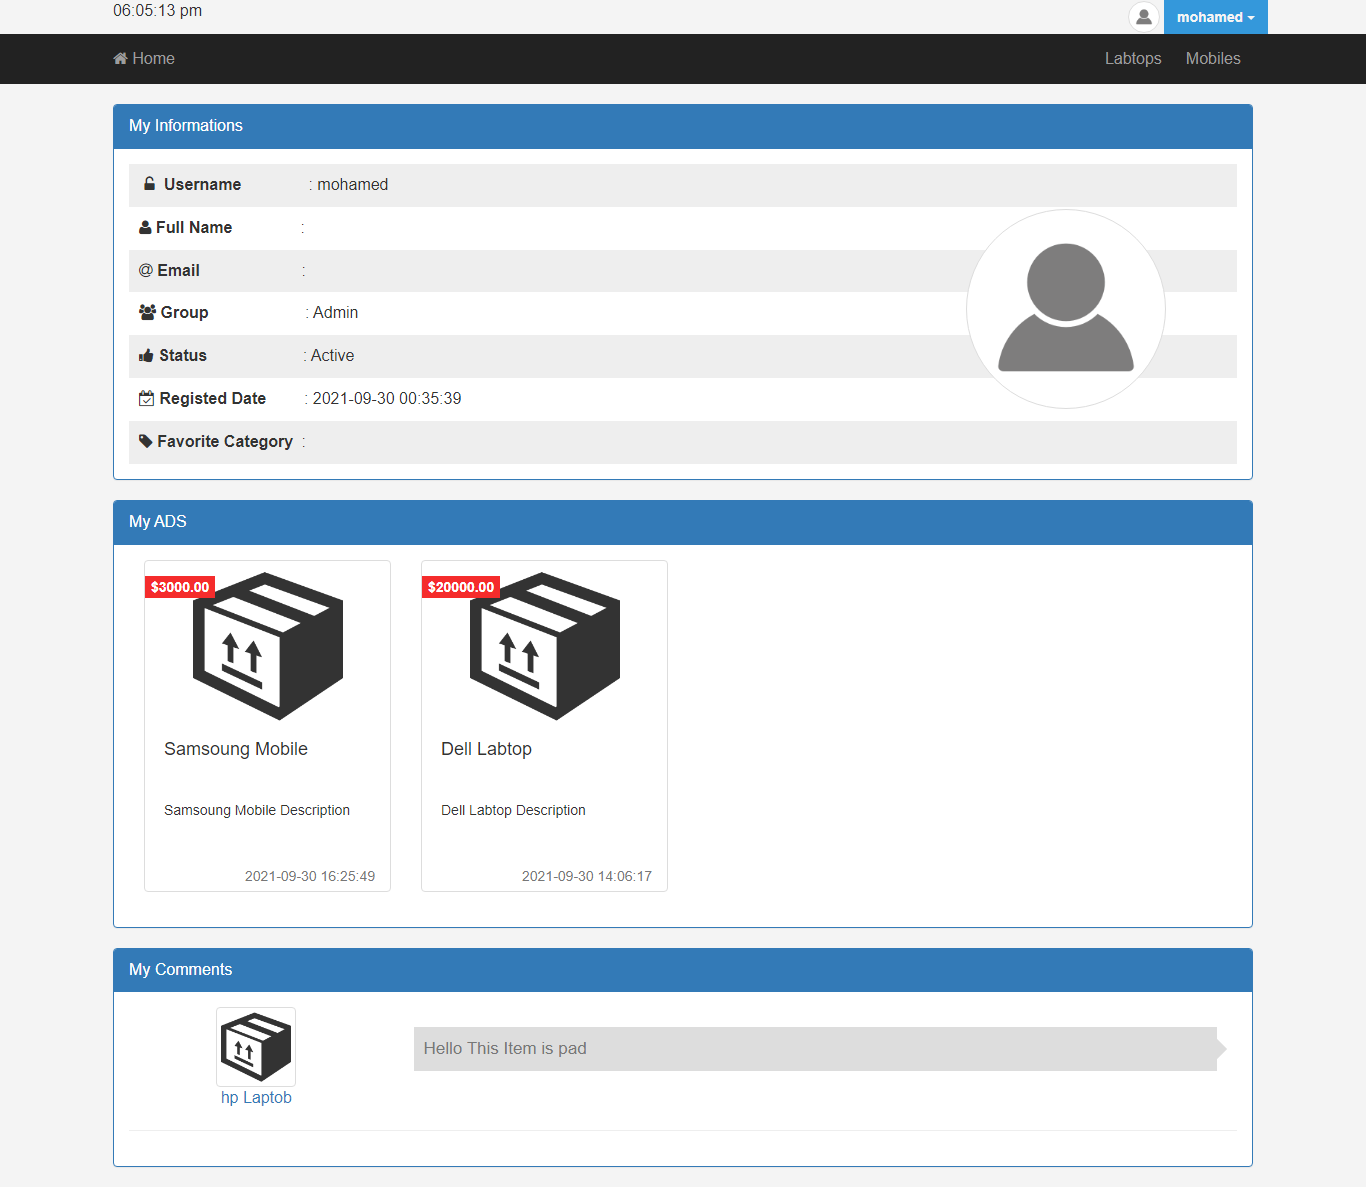 06:05:13 pm
mohamed
Home
Labtops
Mobiles
My Informations
Username : mohamed
Full Name :
@ Email :
Group : Admin
Status : Active
Registed Date : 2021-09-30 00:35:39
Favorite Category :
My ADS
$3000.00
Samsoung Mobile
Samsoung Mobile Description
2021-09-30 16:25:49
$20000.00
Dell Labtop
Dell Labtop Description
2021-09-30 14:06:17
My Comments
hp Laptob
Hello This Item is pad